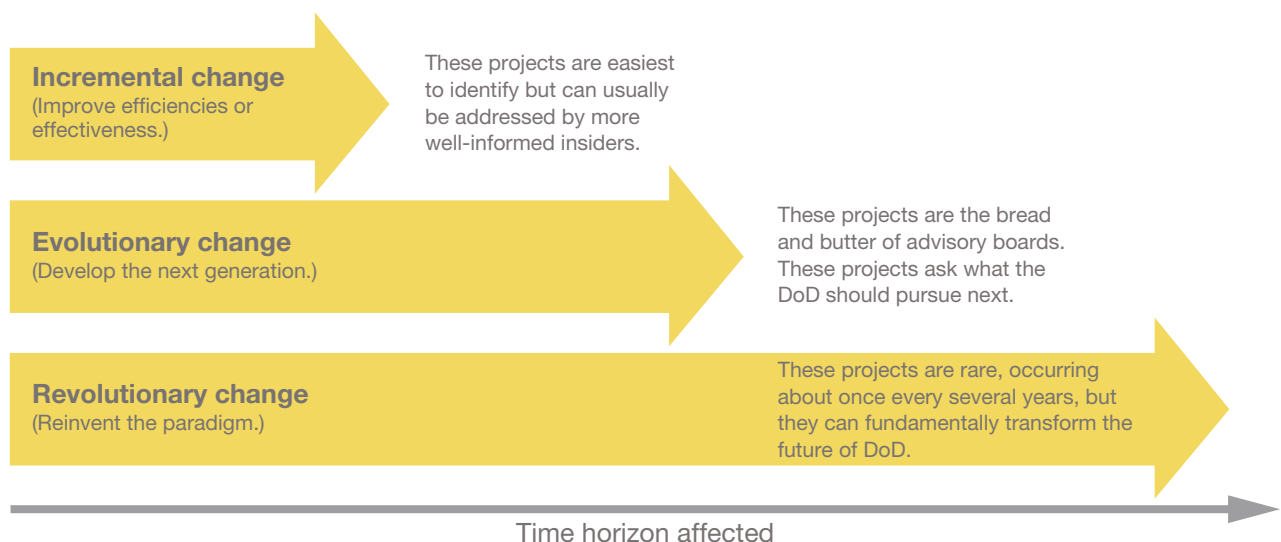 Incremental change
(Improve efficiencies or
effectiveness.)
These projects are easiest
to identify but can usually
be addressed by more
well-informed insiders.
Evolutionary change
(Develop the next generation.)
These projects are the bread
and butter of advisory boards.
These projects ask what the
DoD should pursue next.
Revolutionary change
(Reinvent the paradigm.)
These projects are rare, occurring
about once every several years, but
they can fundamentally transform the
future of DoD.
Time horizon affected